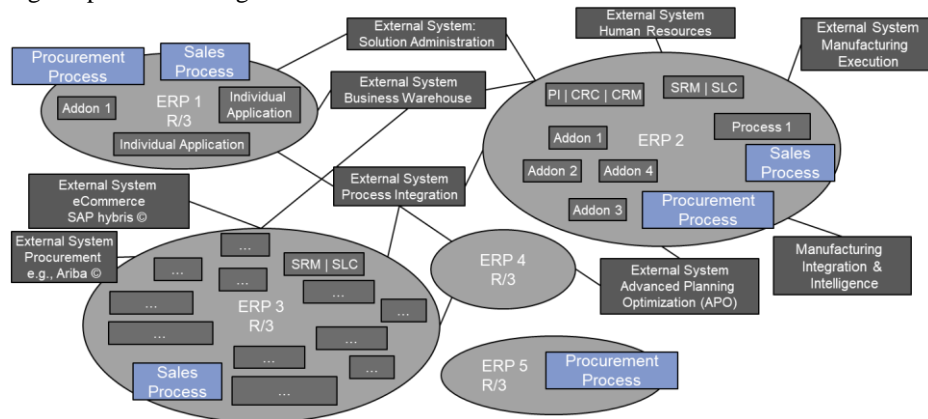 External System:
Solution Administration
External System
Human Resources
External System
Manufacturing
Execution
Procurement
Process
Sales
Process
External System
Business Warehouse
ERP 1
R/3
Addon 1
Individual
Application
Individual Application
PI | CRC | CRM
SRM | SLC
ERP 2
Process 1
Addon 1
Addon 2
Addon 4
Addon 3
Sales
Process
Procurement
Process
External System
eCommerce
SAP hybris ©
External System
Process Integration
External System
Procurement
e.g., Ariba ©
...
...
...
SRM | SLC
...
...
...
ERP 3
R/3
...
...
...
...
...
Sales
Process
ERP 4
R/3
External System
Advanced Planning
Optimization (APO)
Manufacturing
Integration &
Intelligence
ERP 5
R/3
Procurement
Process